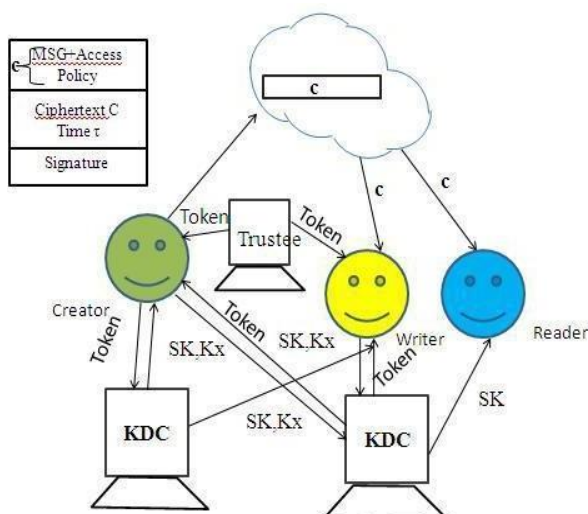 C
MSG+Access
Policy
Ciphertext C
Time τ
Signature
c
c
c
Token
Trustee
Token
Creator
Writer
Reader
Token
SK,Kx
Token
SK,Kx
Token
SK,Kx
SK
KDC
KDC